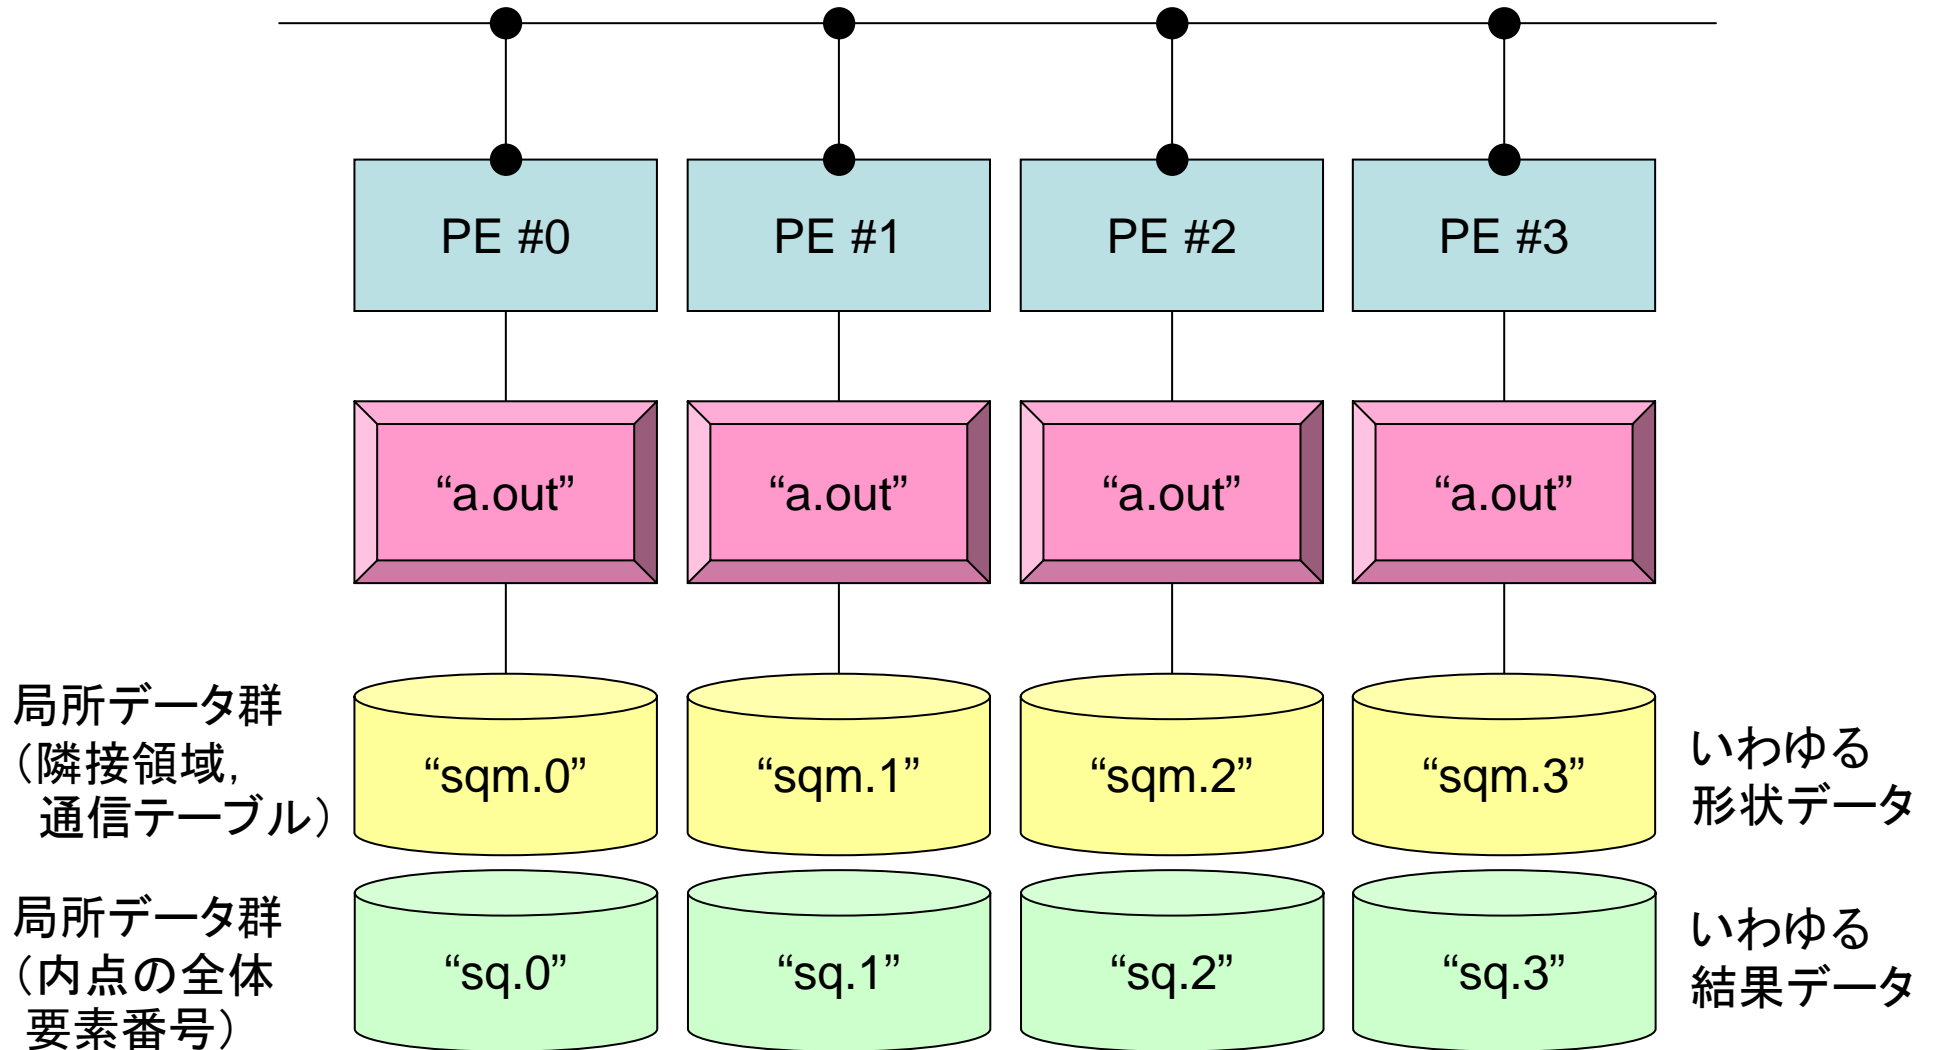 PE #0 PE #1 PE #2 PE #3
“a.out” “a.out” “a.out” “a.out”
局所データ群
（隣接領域，
通信テーブル）
“sqm.0” “sqm.1” “sqm.2” “sqm.3”
いわゆる
形状データ
局所データ群
（内点の全体
要素番号）
“sq.0” “sq.1” “sq.2” “sq.3”
いわゆる
結果データ